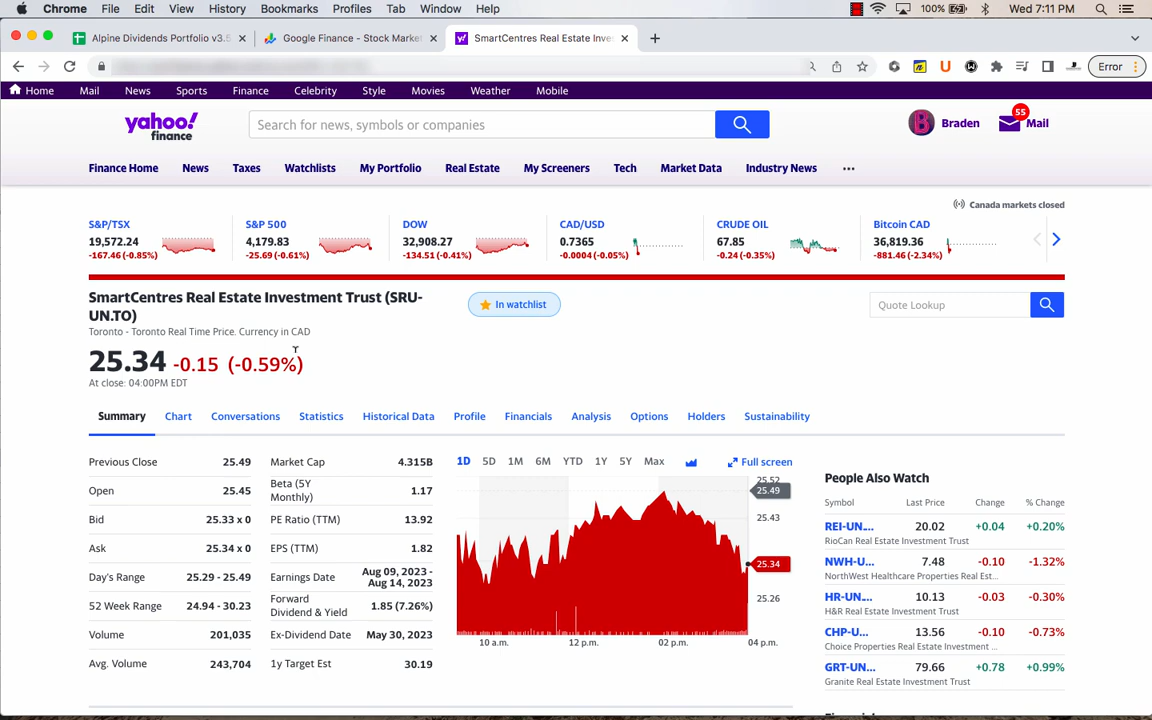 Chrome File Edit View History Bookmarks Profiles Tab Window Help 100% Wed 7:11 PM
Alpine Dividends Portfolio v3.5 Google Finance - Stock Market SmartCentres Real Estate Inves
Error
Home Mail News Sports Finance Celebrity Style Movies Weather Mobile
yahoo! finance
Search for news, symbols or companies
Braden 55 Mail
Finance Home News Taxes Watchlists My Portfolio Real Estate My Screeners Tech Market Data Industry News ...
Canada markets closed
S&P/TSX S&P 500 DOW CAD/USD CRUDE OIL Bitcoin CAD
19,572.24 4,179.83 32,908.27 0.7365 67.85 36,819.36
-167.46 (-0.85%) -25.69 (-0.61%) -134.51 (-0.41%) -0.0004 (-0.05%) -0.24 (-0.35%) -881.46 (-2.34%)
SmartCentres Real Estate Investment Trust (SRU-
UN.TO)
In watchlist
Quote Lookup
Toronto - Toronto Real Time Price. Currency in CAD
25.34 -0.15 (-0.59%)
At close: 04:00PM EDT
Summary Chart Conversations Statistics Historical Data Profile Financials Analysis Options Holders Sustainability
Previous Close 25.49
Open 25.45
Bid 25.33 x 0
Ask 25.34 x 0
Day's Range 25.29 - 25.49
52 Week Range 24.94 - 30.23
Volume 201,035
Avg. Volume 243,704
Market Cap 4.315B
Beta (5Y
Monthly) 1.17
PE Ratio (TTM) 13.92
EPS (TTM) 1.82
Earnings Date Aug 09, 2023 -
Aug 14, 2023
Forward
Dividend & Yield 1.85 (7.26%)
Ex-Dividend Date May 30, 2023
1y Target Est 30.19
1D 5D 1M 6M YTD 1Y 5Y Max Full screen
25.52
25.49
25.43
25.34
25.26
10 a.m. 12 p.m. 02 p.m. 04 p.m.
People Also Watch
Symbol Last Price Change % Change
REI-UN.... 20.02 +0.04 +0.20%
RioCan Real Estate Investment Trust
NWH-U... 7.48 -0.10 -1.32%
NorthWest Healthcare Properties Real Est...
HR-UN.... 10.13 -0.03 -0.30%
H&R Real Estate Investment Trust
CHP-U... 13.56 -0.10 -0.73%
Choice Properties Real Estate Investment ...
GRT-UN... 79.66 +0.78 +0.99%
Granite Real Estate Investment Trust